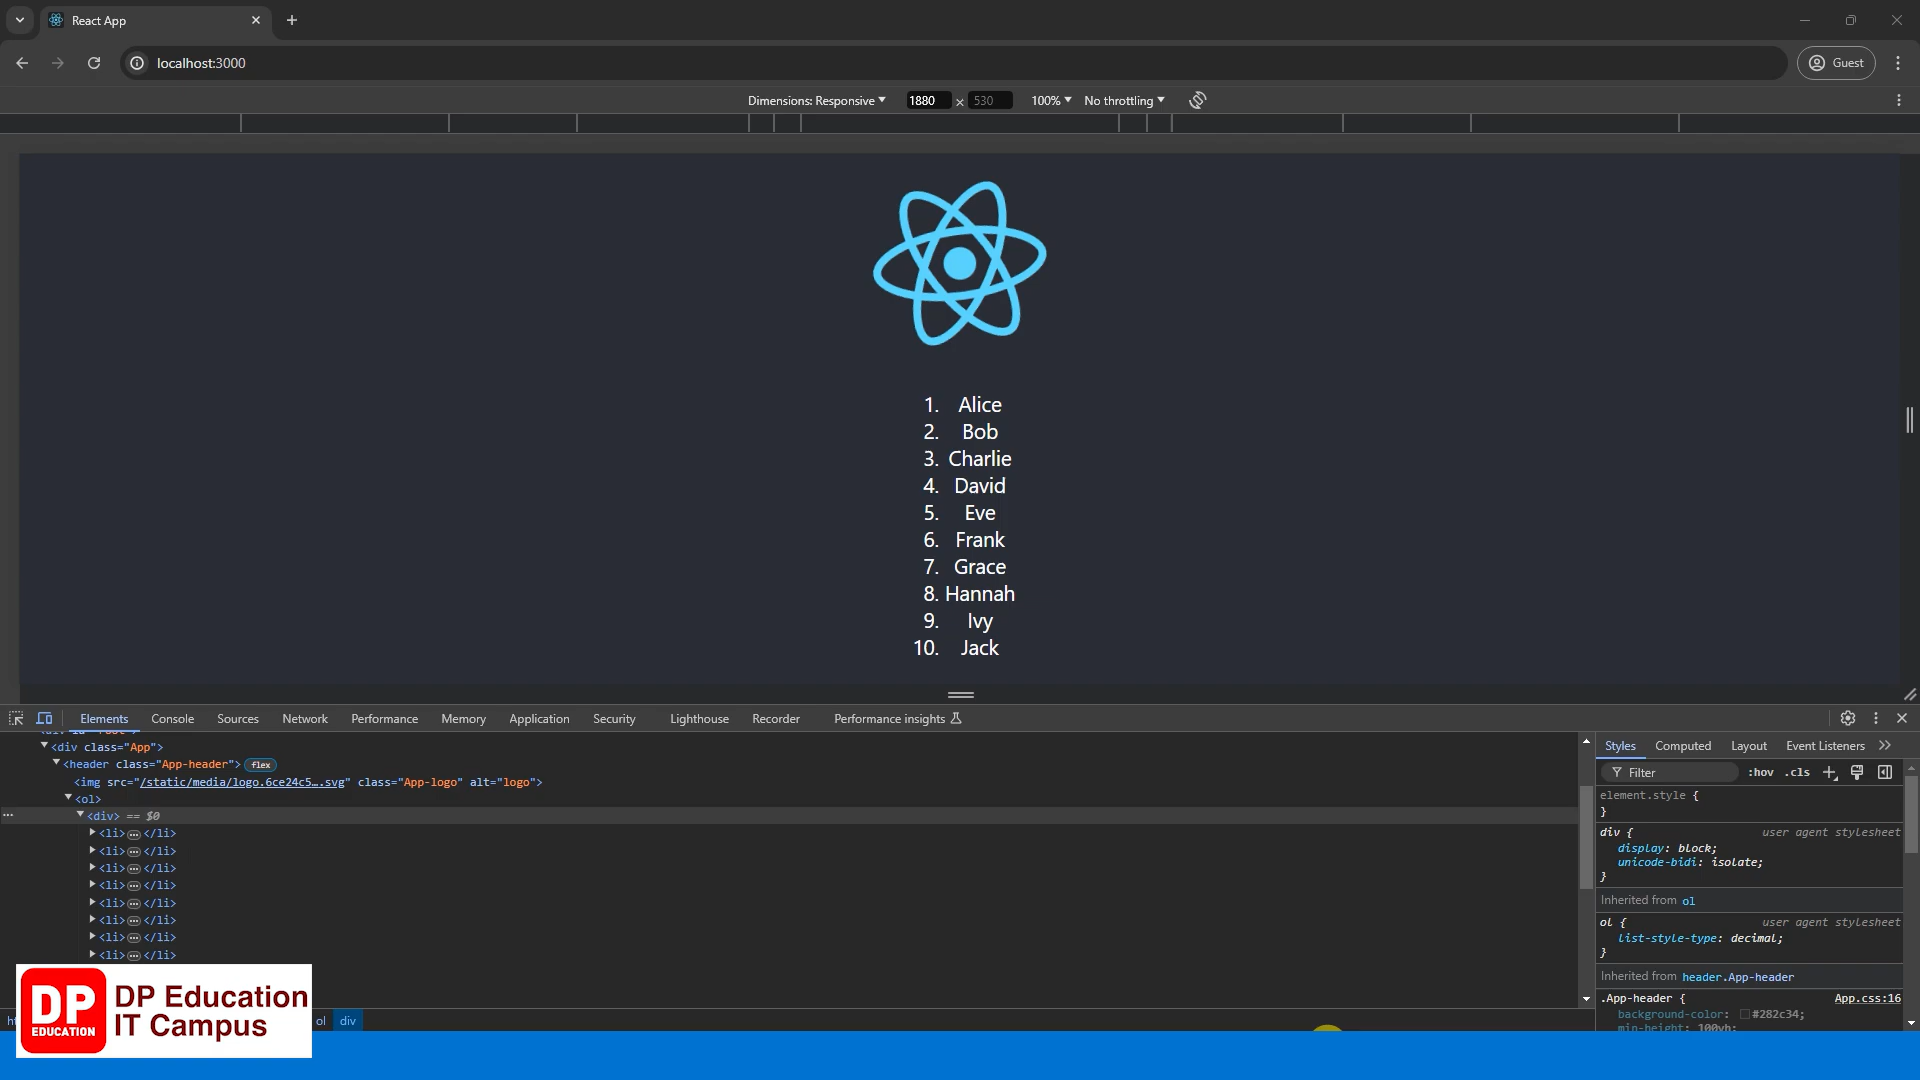 React App
localhost:3000
Guest
Dimensions: Responsive 1880 × 530 100% No throttling
1. Alice
2. Bob
3. Charlie
4. David
5. Eve
6. Frank
7. Grace
8. Hannah
9. Ivy
10. Jack
Elements Console Sources Network Performance Memory Application Security Lighthouse Recorder Performance insights
<div class="App">
<header class="App-header"> flex
<img src="/static/media/logo.6ce24c5….svg" class="App-logo" alt="logo">
<ol>
<div> == $0
<li>…</li>
<li>…</li>
<li>…</li>
<li>…</li>
<li>…</li>
<li>…</li>
<li>…</li>
<li>…</li>
ol div
Styles Computed Layout Event Listeners
Filter :hov .cls
element.style {
}
div { user agent stylesheet
display: block;
unicode-bidi: isolate;
}
Inherited from ol
ol { user agent stylesheet
list-style-type: decimal;
}
Inherited from header.App-header
.App-header { App.css:16
background-color: #282c34;
min-height: 100vh;
DP
EDUCATION
DP Education
IT Campus